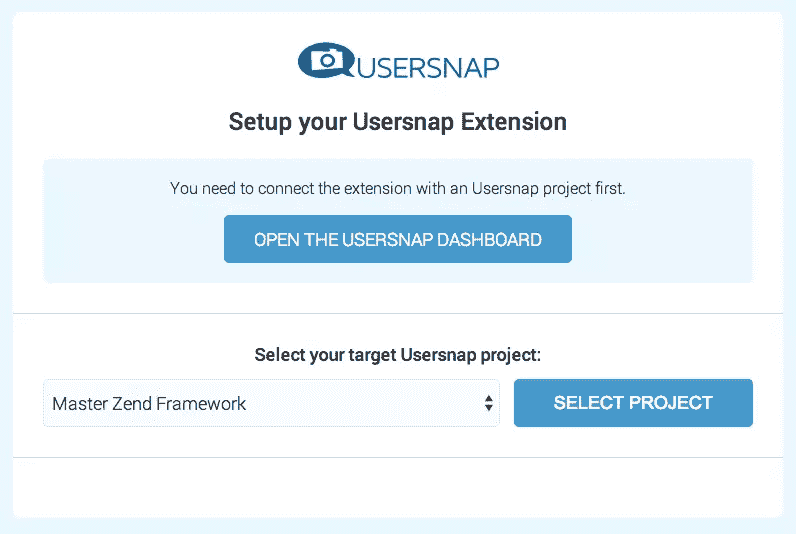 USERSNAP
Setup your Usersnap Extension
You need to connect the extension with an Usersnap project first.
OPEN THE USERSNAP DASHBOARD
Select your target Usersnap project:
Master Zend Framework
SELECT PROJECT